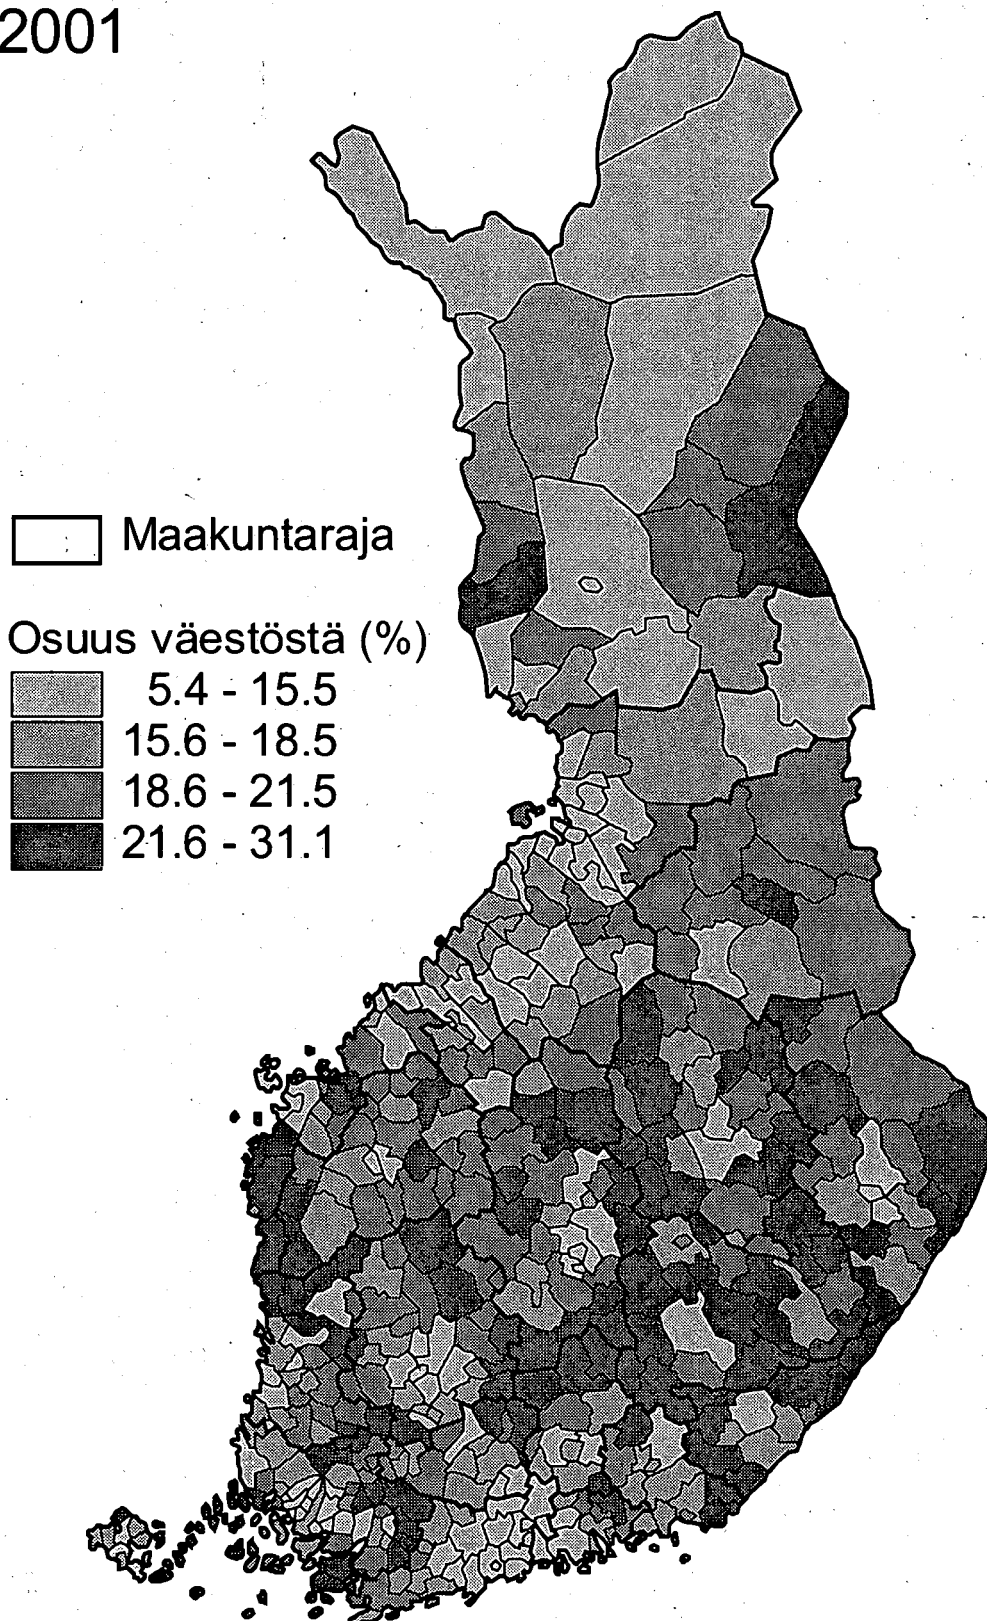 2001
Maakuntaraja
Osuus väestöstä (%)
5.4 - 15.5
15.6 - 18.5
18.6 - 21.5
21.6 - 31.1